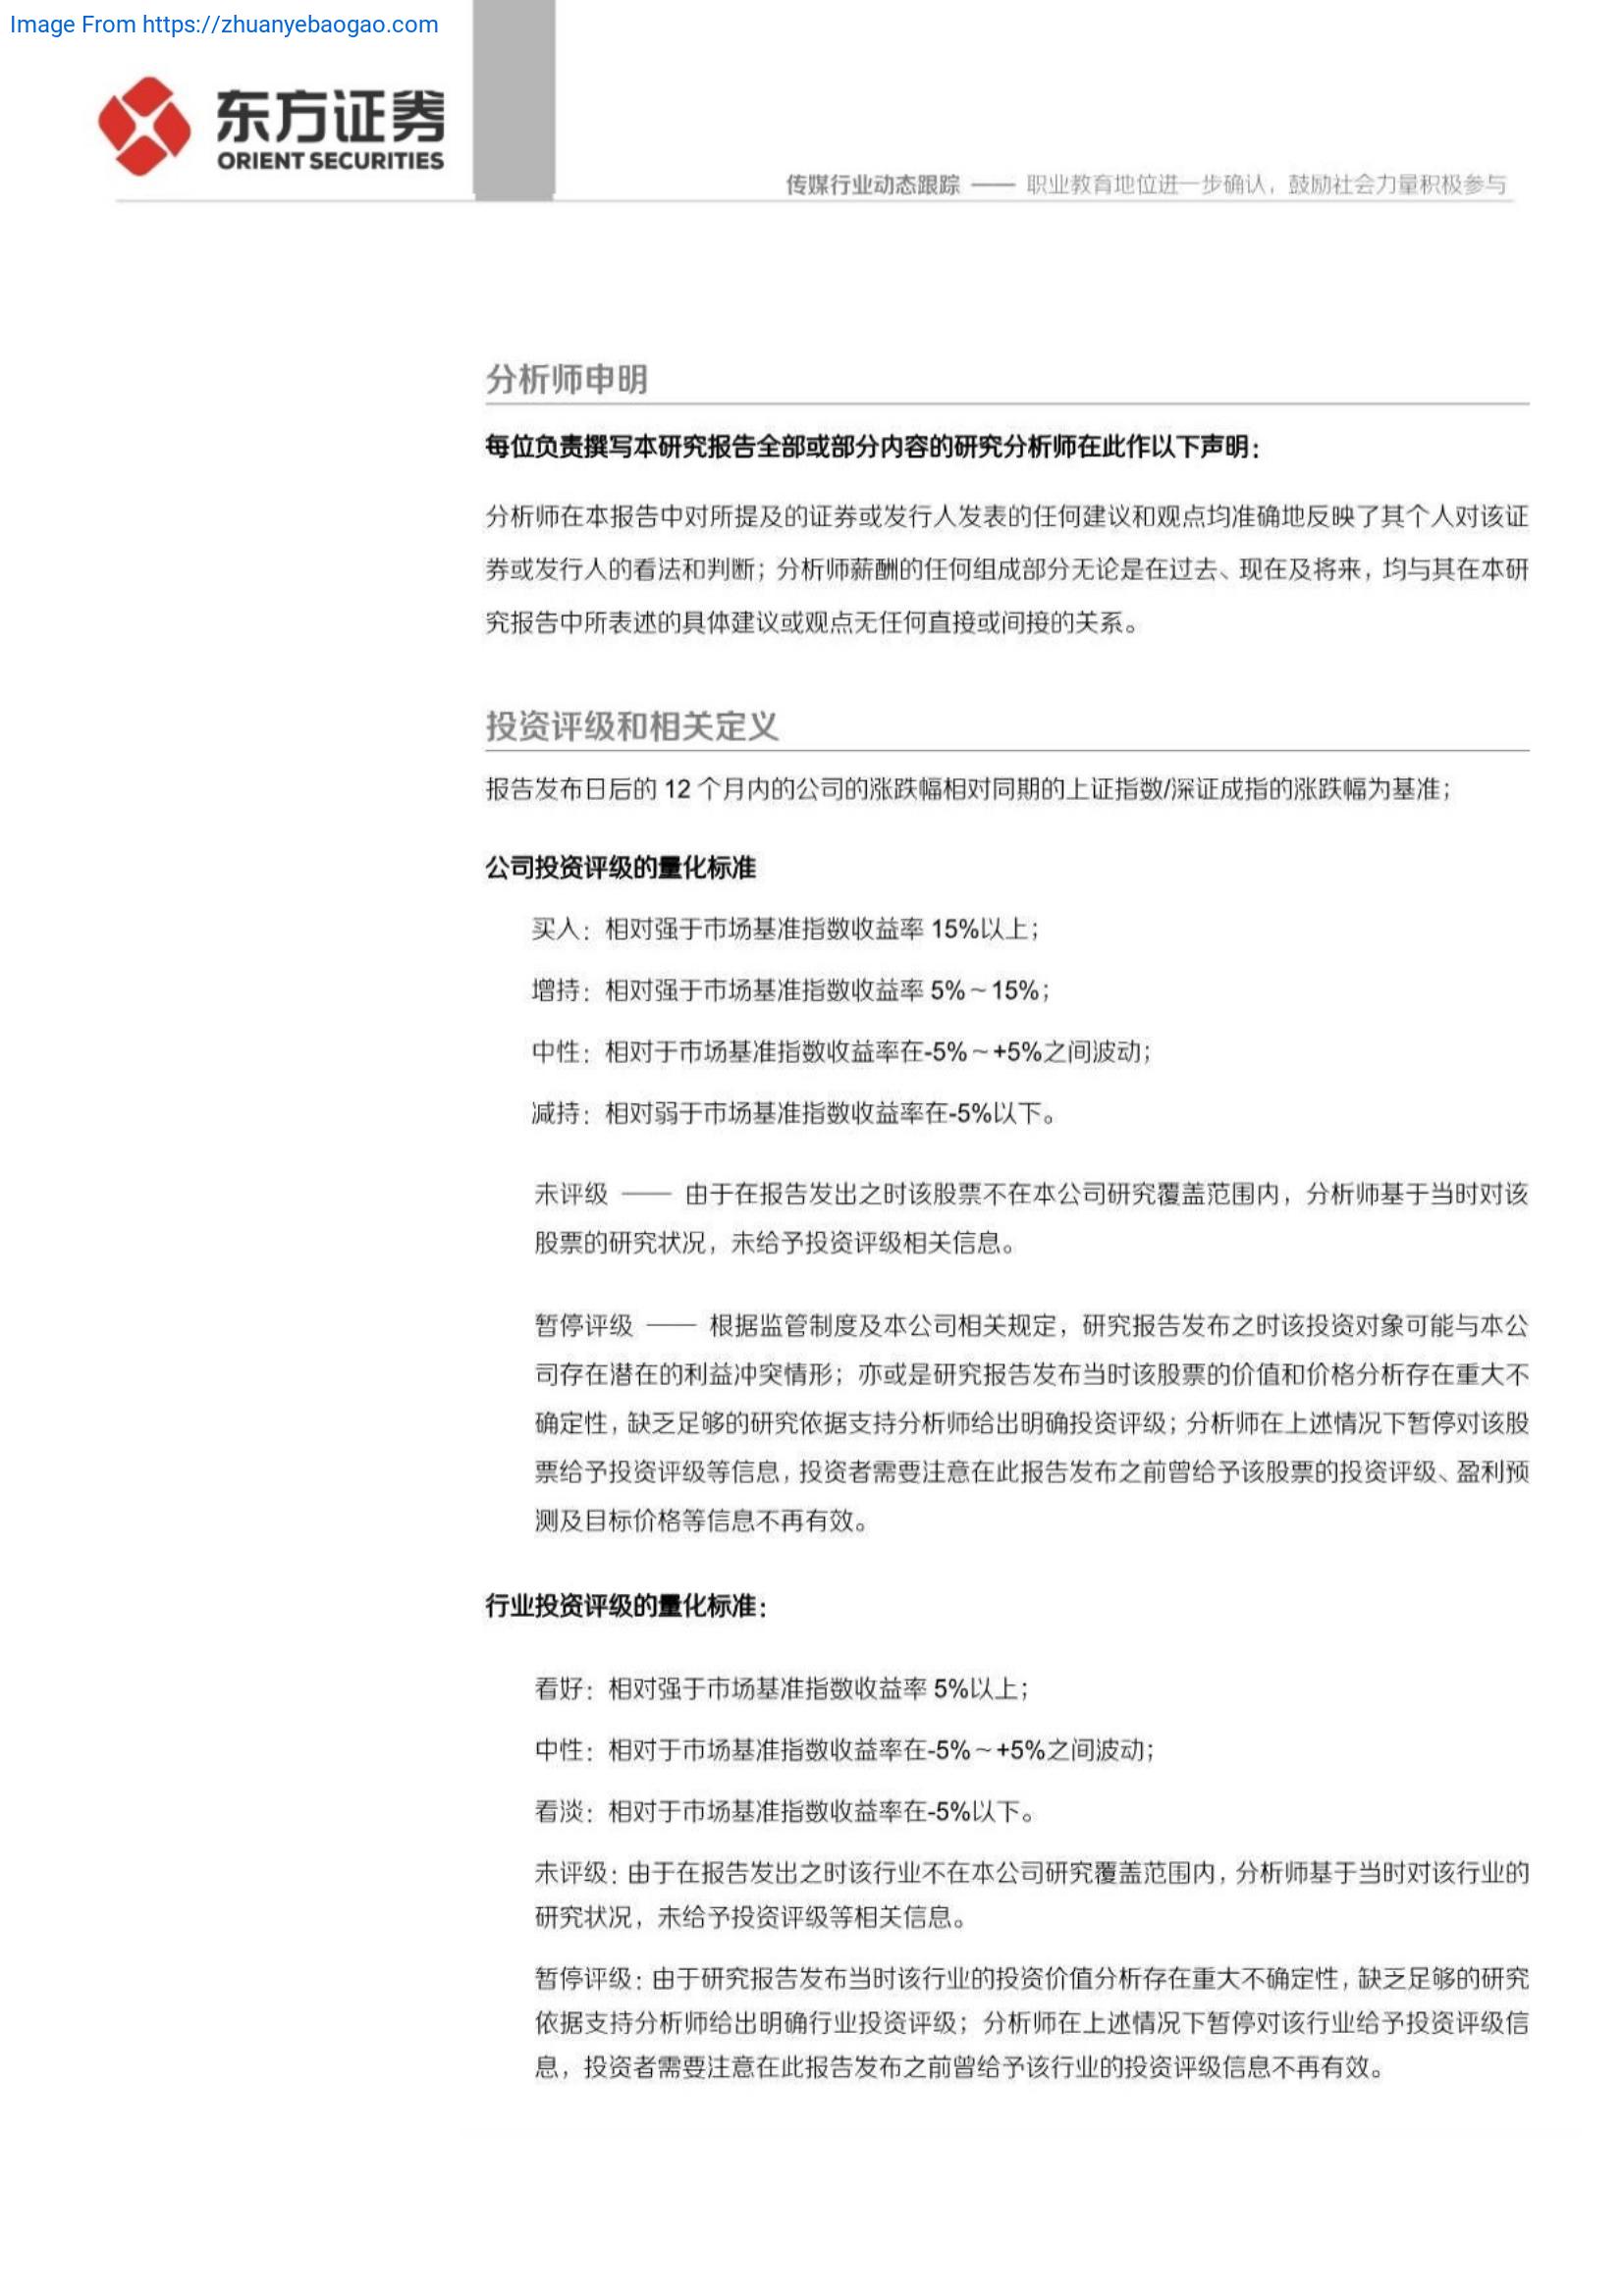 Image From https://zhuanyebaogao.com
东方证券
ORIENT SECURITIES
传媒行业动态跟踪 —— 职业教育地位进一步确认，鼓励社会力量积极参与
分析师申明
每位负责撰写本研究报告全部或部分内容的研究分析师在此作以下声明：
分析师在本报告中对所提及的证券或发行人发表的任何建议和观点均准确地反映了其个人对该证
券或发行人的看法和判断；分析师薪酬的任何组成部分无论是在过去、现在及将来，均与其在本研
究报告中所表述的具体建议或观点无任何直接或间接的关系。
投资评级和相关定义
报告发布日后的 12 个月内的公司的涨跌幅相对同期的上证指数/深证成指的涨跌幅为基准；
公司投资评级的量化标准
买入：相对强于市场基准指数收益率 15%以上；
增持：相对强于市场基准指数收益率 5%～15%；
中性：相对于市场基准指数收益率在-5%～+5%之间波动；
减持：相对弱于市场基准指数收益率在-5%以下。
未评级 —— 由于在报告发出之时该股票不在本公司研究覆盖范围内，分析师基于当时对该
股票的研究状况，未给予投资评级相关信息。
暂停评级 —— 根据监管制度及本公司相关规定，研究报告发布之时该投资对象可能与本公
司存在潜在的利益冲突情形；亦或是研究报告发布当时该股票的价值和价格分析存在重大不
确定性，缺乏足够的研究依据支持分析师给出明确投资评级；分析师在上述情况下暂停对该股
票给予投资评级等信息，投资者需要注意在此报告发布之前曾给予该股票的投资评级、盈利预
测及目标价格等信息不再有效。
行业投资评级的量化标准：
看好：相对强于市场基准指数收益率 5%以上；
中性：相对于市场基准指数收益率在-5%～+5%之间波动；
看淡：相对于市场基准指数收益率在-5%以下。
未评级：由于在报告发出之时该行业不在本公司研究覆盖范围内，分析师基于当时对该行业的
研究状况，未给予投资评级等相关信息。
暂停评级：由于研究报告发布当时该行业的投资价值分析存在重大不确定性，缺乏足够的研究
依据支持分析师给出明确行业投资评级；分析师在上述情况下暂停对该行业给予投资评级信
息，投资者需要注意在此报告发布之前曾给予该行业的投资评级信息不再有效。